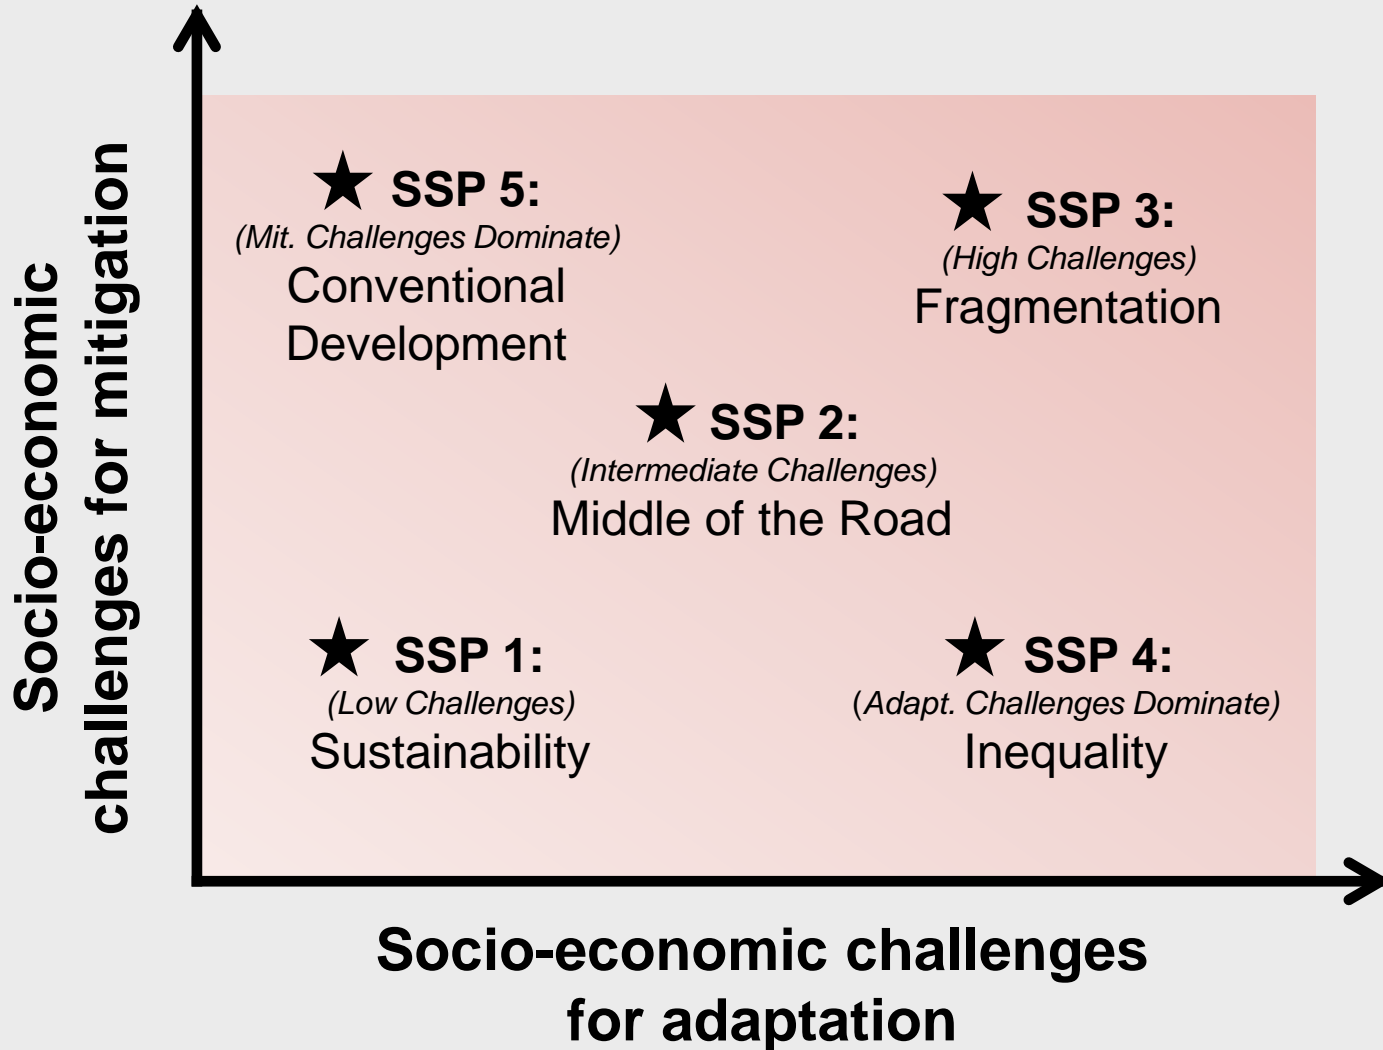 Socio-economic
challenges for mitigation
SSP 5:
(Mit. Challenges Dominate)
Conventional
Development
SSP 3:
(High Challenges)
Fragmentation
SSP 2:
(Intermediate Challenges)
Middle of the Road
SSP 1:
(Low Challenges)
Sustainability
SSP 4:
(Adapt. Challenges Dominate)
Inequality
Socio-economic challenges
for adaptation